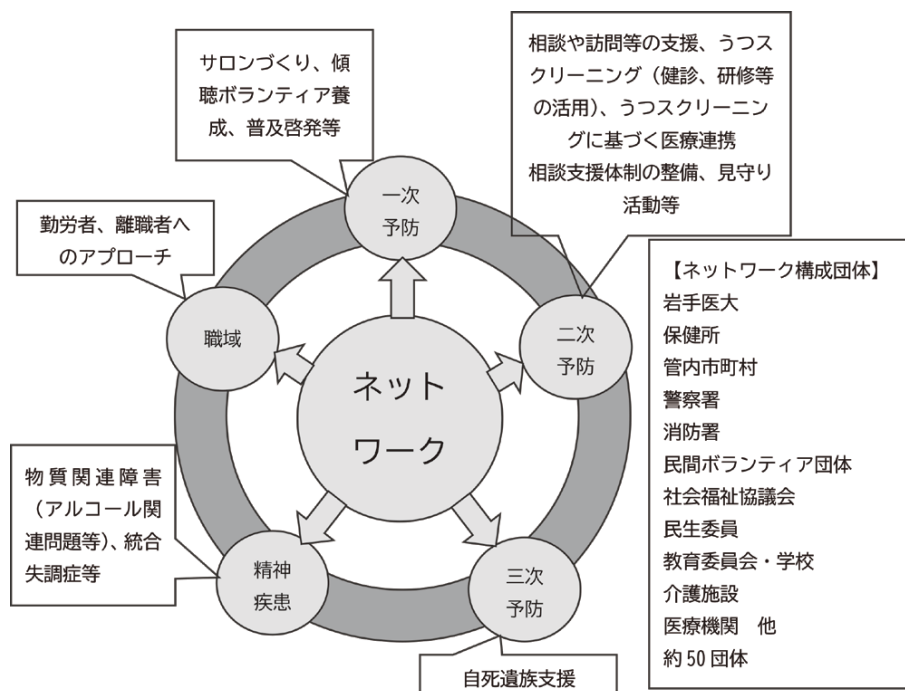 サロンづくり、傾
聴ボランティア養
成、普及啓発等
相談や訪問等の支援、うつス
クリーニング（健診、研修等
の活用）、うつスクリーニン
グに基づく医療連携
相談支援体制の整備、見守り
活動等
一次
予防
勤労者、離職者へ
のアプローチ
職域
二次
予防
ネット
ワーク
【ネットワーク構成団体】
岩手医大
保健所
管内市町村
警察署
消防署
民間ボランティア団体
社会福祉協議会
民生委員
教育委員会・学校
介護施設
医療機関　他
約 50 団体
物質関連障害
（アルコール関
連問題等）、統合
失調症等
精神
疾患
三次
予防
自死遺族支援